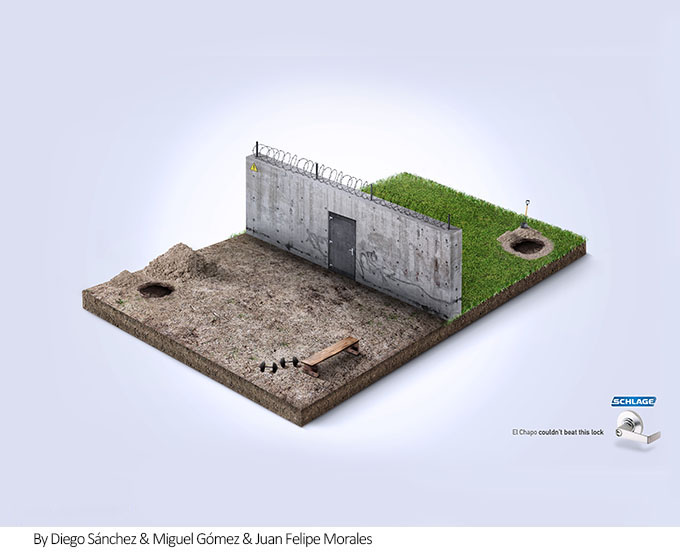 SCHLAGE
El Chapo couldn't beat this lock
By Diego Sánchez & Miguel Gómez & Juan Felipe Morales